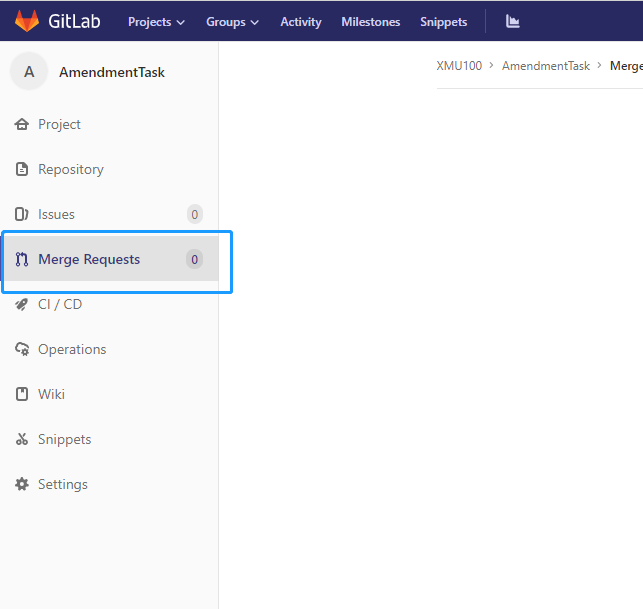 GitLab Projects Groups Activity Milestones Snippets
A AmendmentTask
XMU100 > AmendmentTask > Merge
Project
Repository
Issues 0
Merge Requests 0
CI / CD
Operations
Wiki
Snippets
Settings